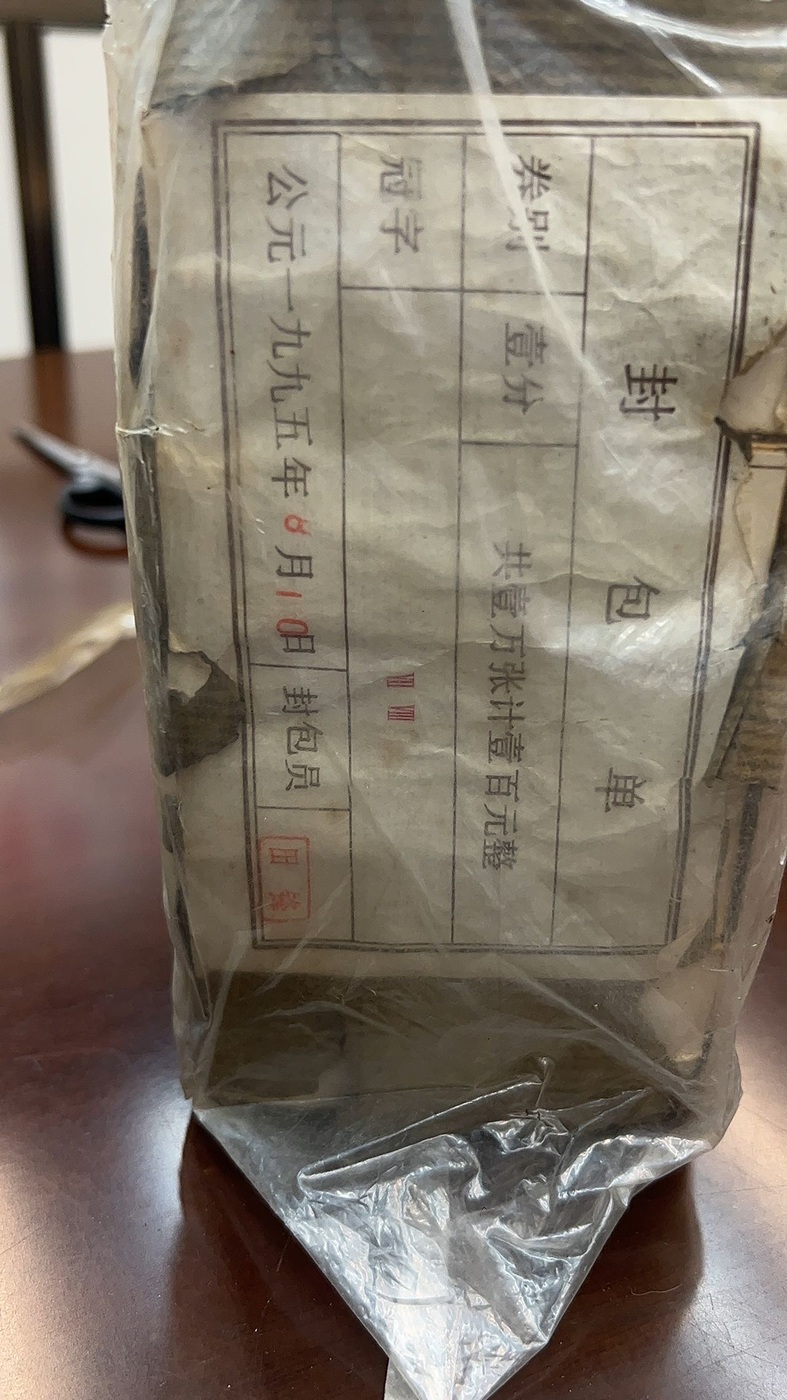 封包单
券别 壹分 共壹万张计壹百元整
冠字
公元一九九五年8月10日 封包员